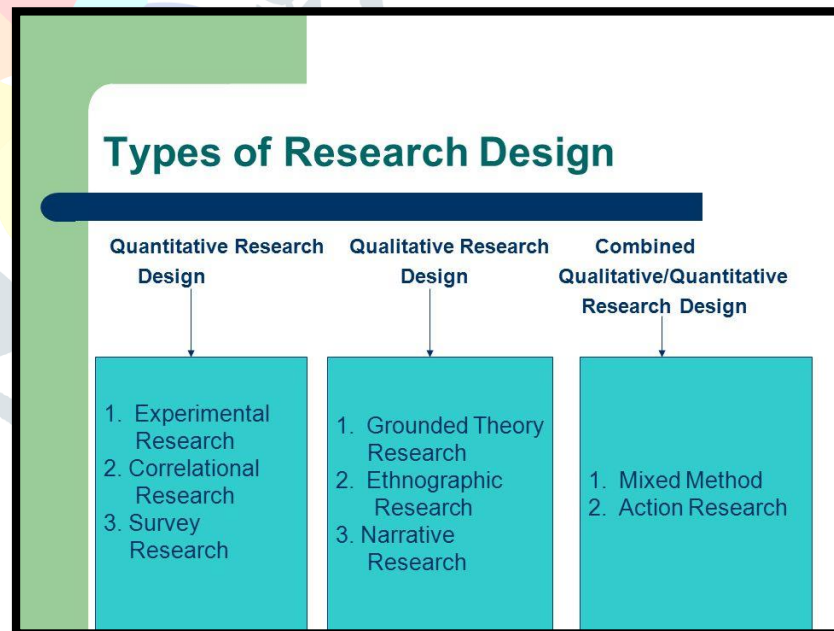 Types of Research Design
Quantitative Research
Design
Qualitative Research
Design
Combined
Qualitative/Quantitative
Research Design
1. Experimental
Research
2. Correlational
Research
3. Survey
Research
1. Grounded Theory
Research
2. Ethnographic
Research
3. Narrative
Research
1. Mixed Method
2. Action Research